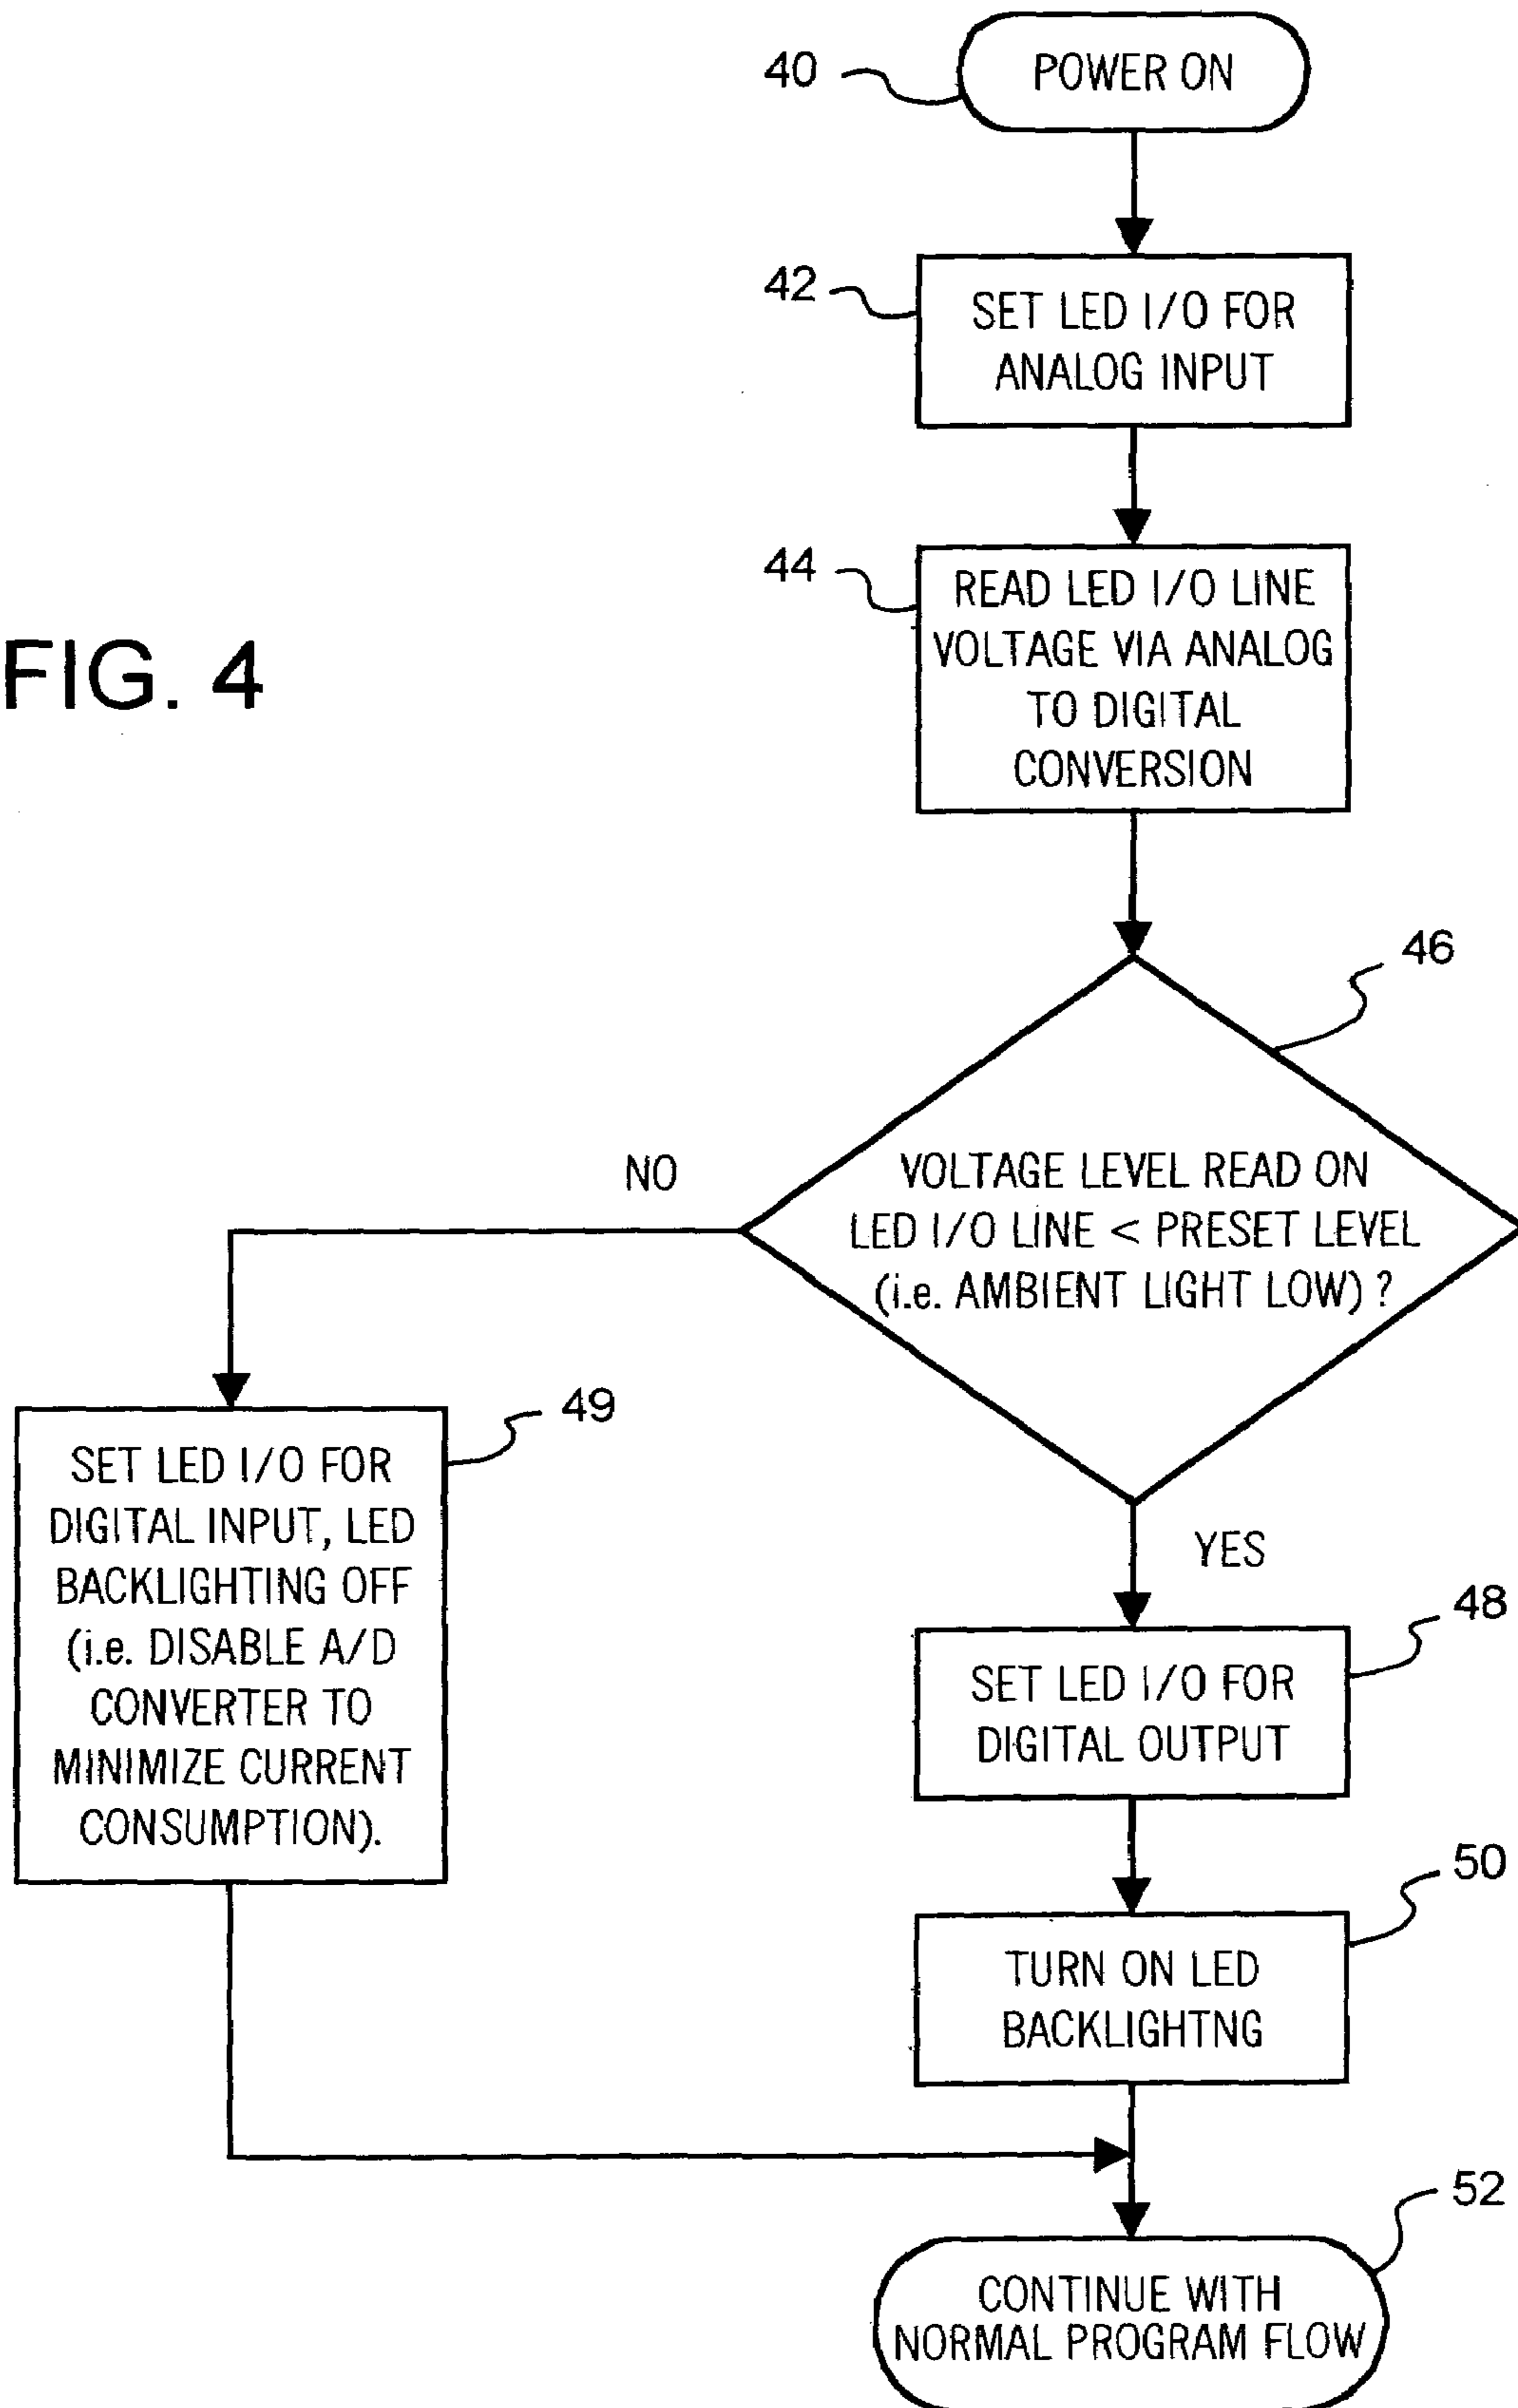 40
POWER ON
42
SET LED I/O FOR
ANALOG INPUT
44
READ LED I/O LINE
VOLTAGE VIA ANALOG
TO DIGITAL
CONVERSION
FIG. 4
46
VOLTAGE LEVEL READ ON
LED I/O LINE < PRESET LEVEL
(i.e. AMBIENT LIGHT LOW) ?
NO
49
SET LED I/O FOR
DIGITAL INPUT, LED
BACKLIGHTING OFF
(i.e. DISABLE A/D
CONVERTER TO
MINIMIZE CURRENT
CONSUMPTION).
YES
48
SET LED I/O FOR
DIGITAL OUTPUT
50
TURN ON LED
BACKLIGHTNG
52
CONTINUE WITH
NORMAL PROGRAM FLOW